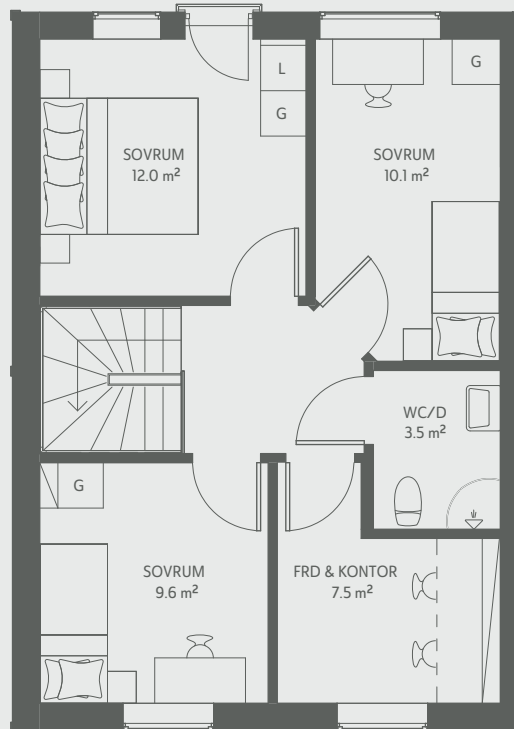 L
G
G
SOVRUM
12.0 m²
SOVRUM
10.1 m²
WC/D
3.5 m²
G
SOVRUM
9.6 m²
FRD & KONTOR
7.5 m²